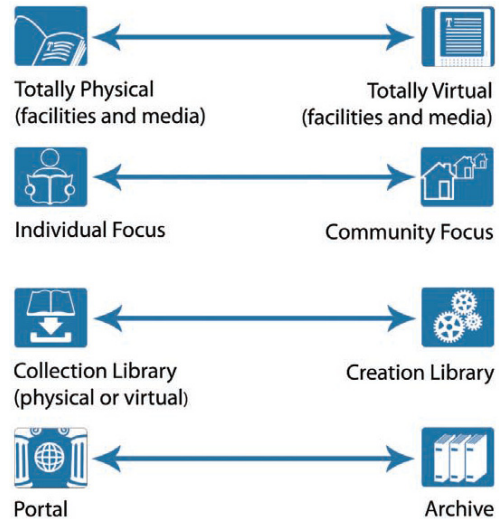 Totally Physical
(facilities and media)
Totally Virtual
(facilities and media)
Individual Focus
Community Focus
Collection Library
(physical or virtual)
Creation Library
Portal
Archive